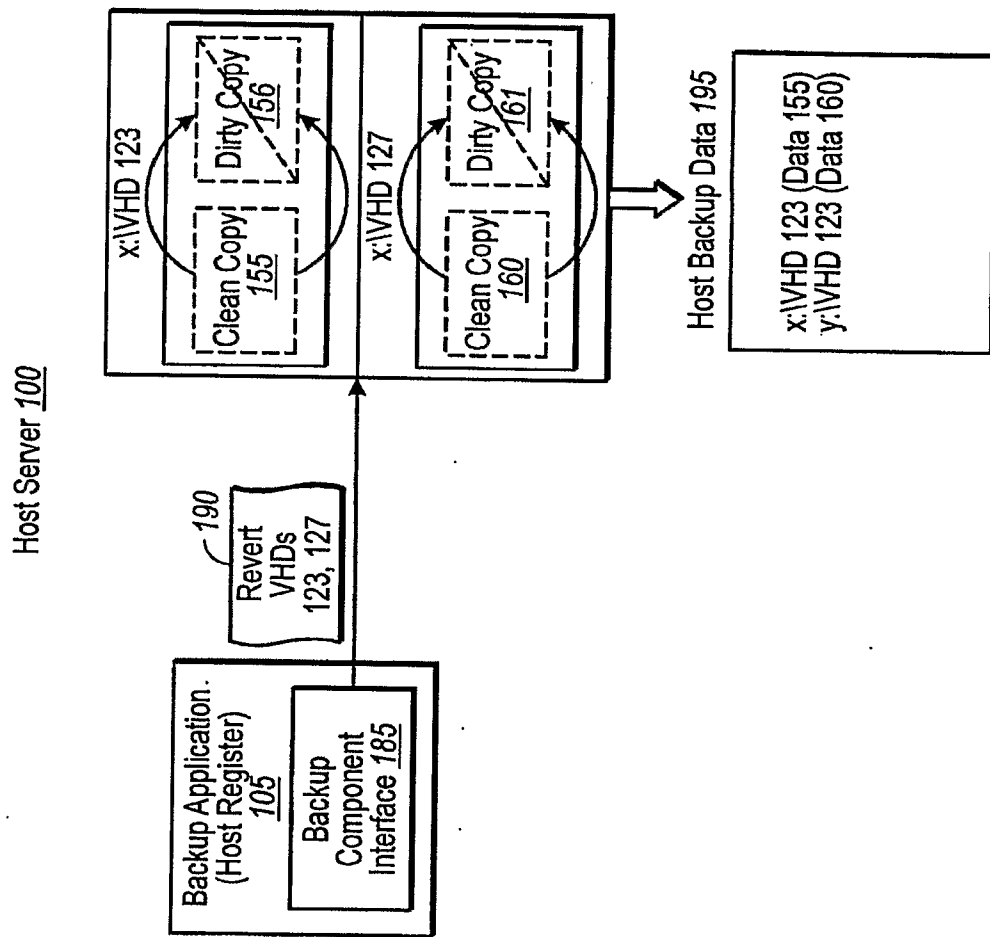 Host Server 100
Backup Application.
(Host Register)
105
Backup
Component
Interface 185
190
Revert
VHDs
123, 127
x:\VHD 123
Clean Copy
155
Dirty Copy
156
x:\VHD 127
Clean Copy
160
Dirty Copy
161
Host Backup Data 195
x:\VHD 123 (Data 155)
y:\VHD 123 (Data 160)